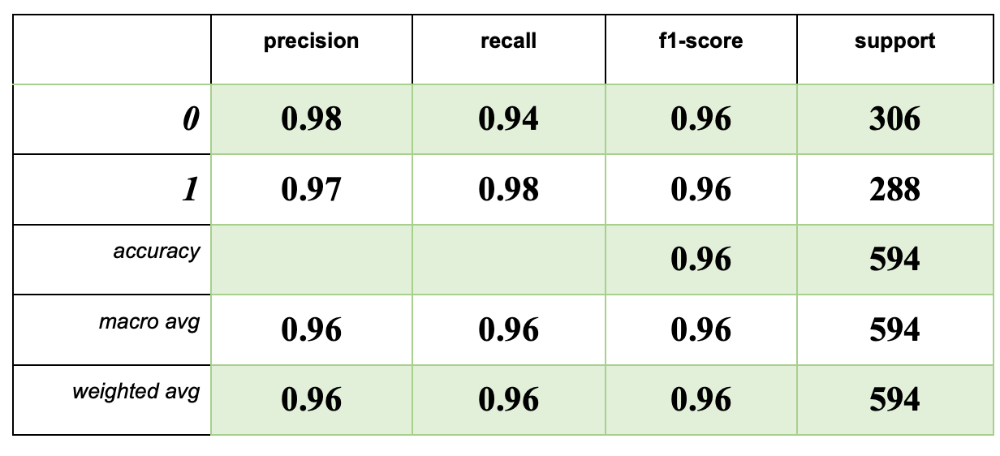 precision recall f1-score support
0 0.98 0.94 0.96 306
1 0.97 0.98 0.96 288
accuracy 0.96 594
macro avg 0.96 0.96 0.96 594
weighted avg 0.96 0.96 0.96 594